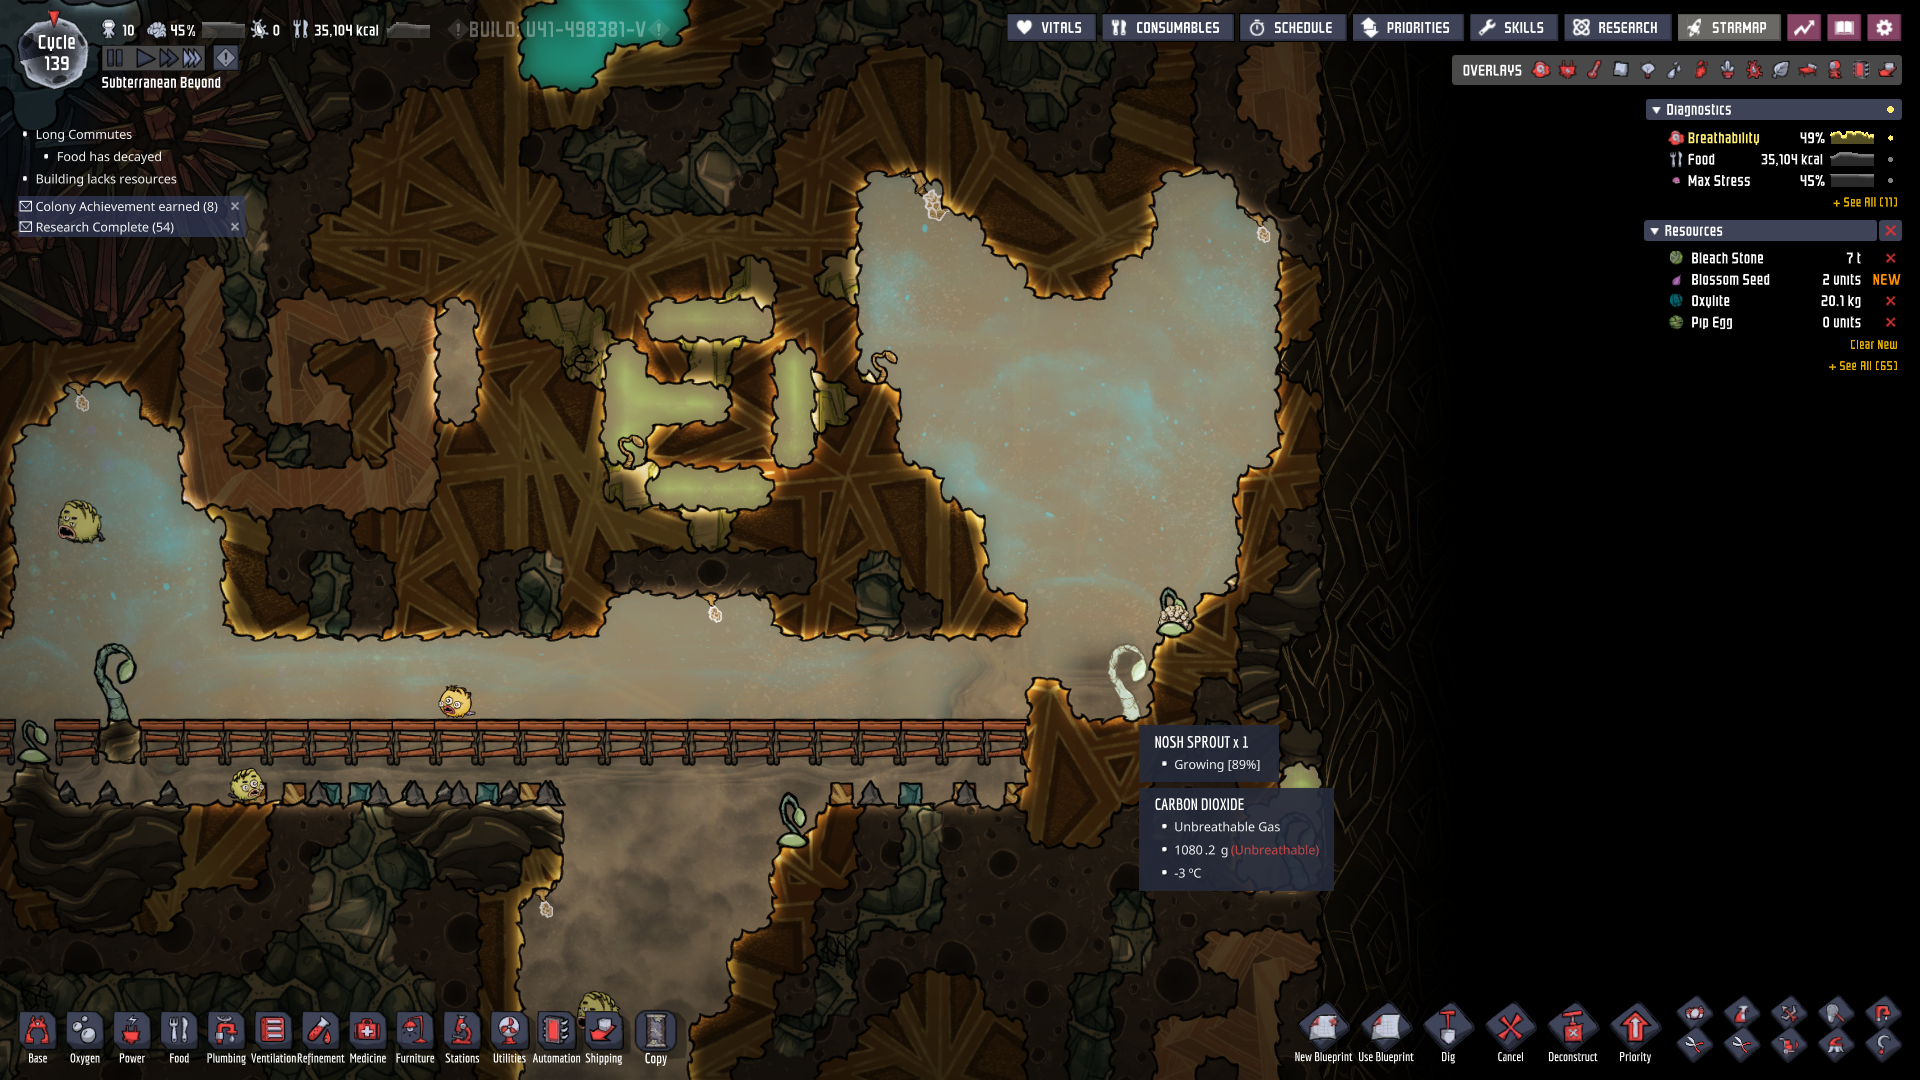 Cycle
139
10
45%
0
35,104 kcal
BUILD: U41-498381-V
Subterranean Beyond
VITALS
CONSUMABLES
SCHEDULE
PRIORITIES
SKILLS
RESEARCH
STARMAP
OVERLAYS
Long Commutes
Food has decayed
Building lacks resources
Colony Achievement earned (8)
Research Complete (54)
Diagnostics
Breathability 49%
Food 35,104 kcal
Max Stress 45%
+ See All (11)
Resources
Bleach Stone 7 t
Blossom Seed 2 units NEW
Oxylite 20.1 kg
Pip Egg 0 units
Clear New
+ See All (65)
NOSH SPROUT x 1
Growing [89%]
CARBON DIOXIDE
Unbreathable Gas
1080.2 g (Unbreathable)
-3 °C
Base
Oxygen
Power
Food
Plumbing
Ventilation
Refinement
Medicine
Furniture
Stations
Utilities
Automation
Shipping
Copy
New Blueprint
Use Blueprint
Dig
Cancel
Deconstruct
Priority